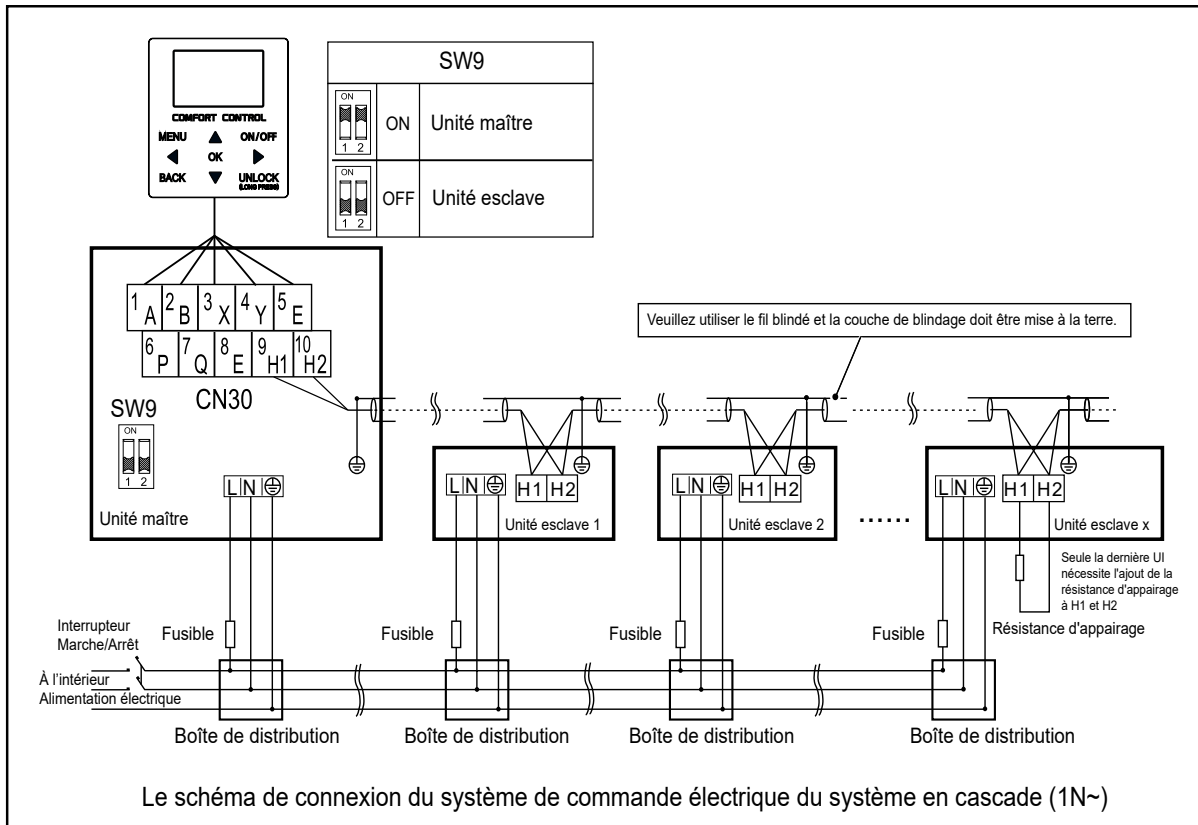 SW9
ON
1 2
ON
Unité maître
ON
1 2
OFF
Unité esclave
COMFORT CONTROL
MENU
ON/OFF
OK
BACK
UNLOCK
(LONG PRESS)
1 A
2 B
3 X
4 Y
5 E
6 P
7 Q
8 E
9 H1
10 H2
CN30
SW9
ON
1 2
Unité maître
L N
Veuillez utiliser le fil blindé et la couche de blindage doit être mise à la terre.
L N
H1 H2
Unité esclave 1
L N
H1 H2
Unité esclave 2
......
L N
H1 H2
Unité esclave x
Seule la dernière UI
nécessite l'ajout de la
résistance d'appairage
à H1 et H2
Résistance d'appairage
Interrupteur
Marche/Arrêt
À l'intérieur
Alimentation électrique
Fusible
Fusible
Fusible
Fusible
Boîte de distribution
Boîte de distribution
Boîte de distribution
Boîte de distribution
Le schéma de connexion du système de commande électrique du système en cascade (1N~)